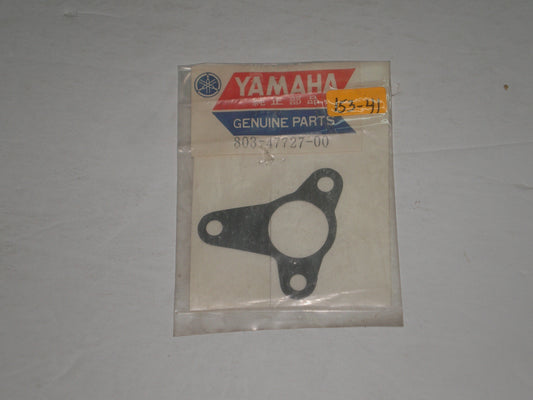 YAMAHA
153-41
GENUINE PARTS
803-47727-00